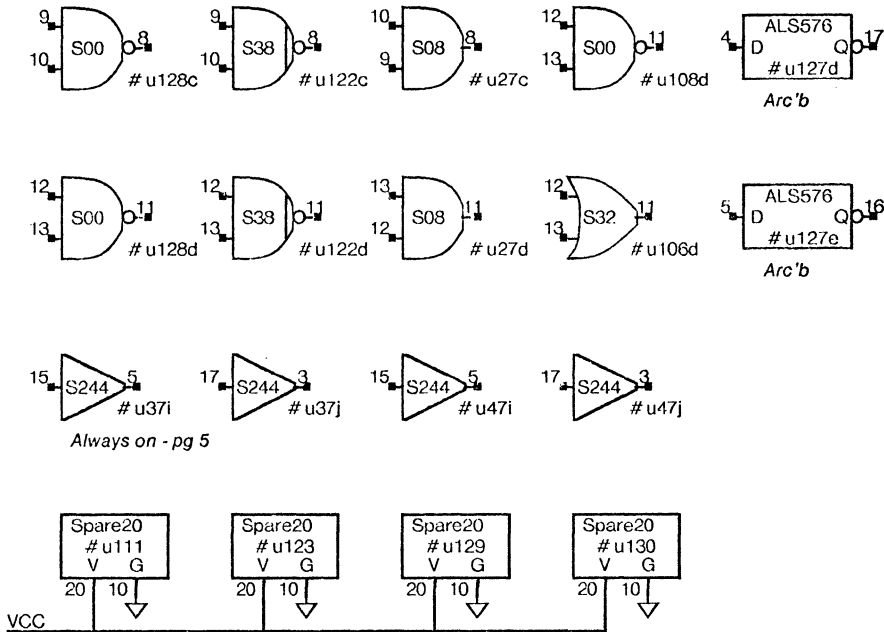 9 10 S00 8 # u128c
9 10 S38 8 # u122c
10 9 S08 8 # u27c
12 13 S00 11 # u108d
4 D ALS576 Q 17 # u127d
Arc'b
12 13 S00 11 # u128d
12 13 S38 11 # u122d
13 12 S08 11 # u27d
12 13 S32 11 # u106d
5 D ALS576 Q 16 # u127e
Arc'b
15 S244 5 # u37i
17 S244 3 # u37j
15 S244 5 # u47i
17 S244 3 # u47j
Always on - pg 5
Spare20 Spare20 Spare20 Spare20
# u111 # u123 # u129 # u130
V G V G V G V G
20 10 20 10 20 10 20 10
VCC